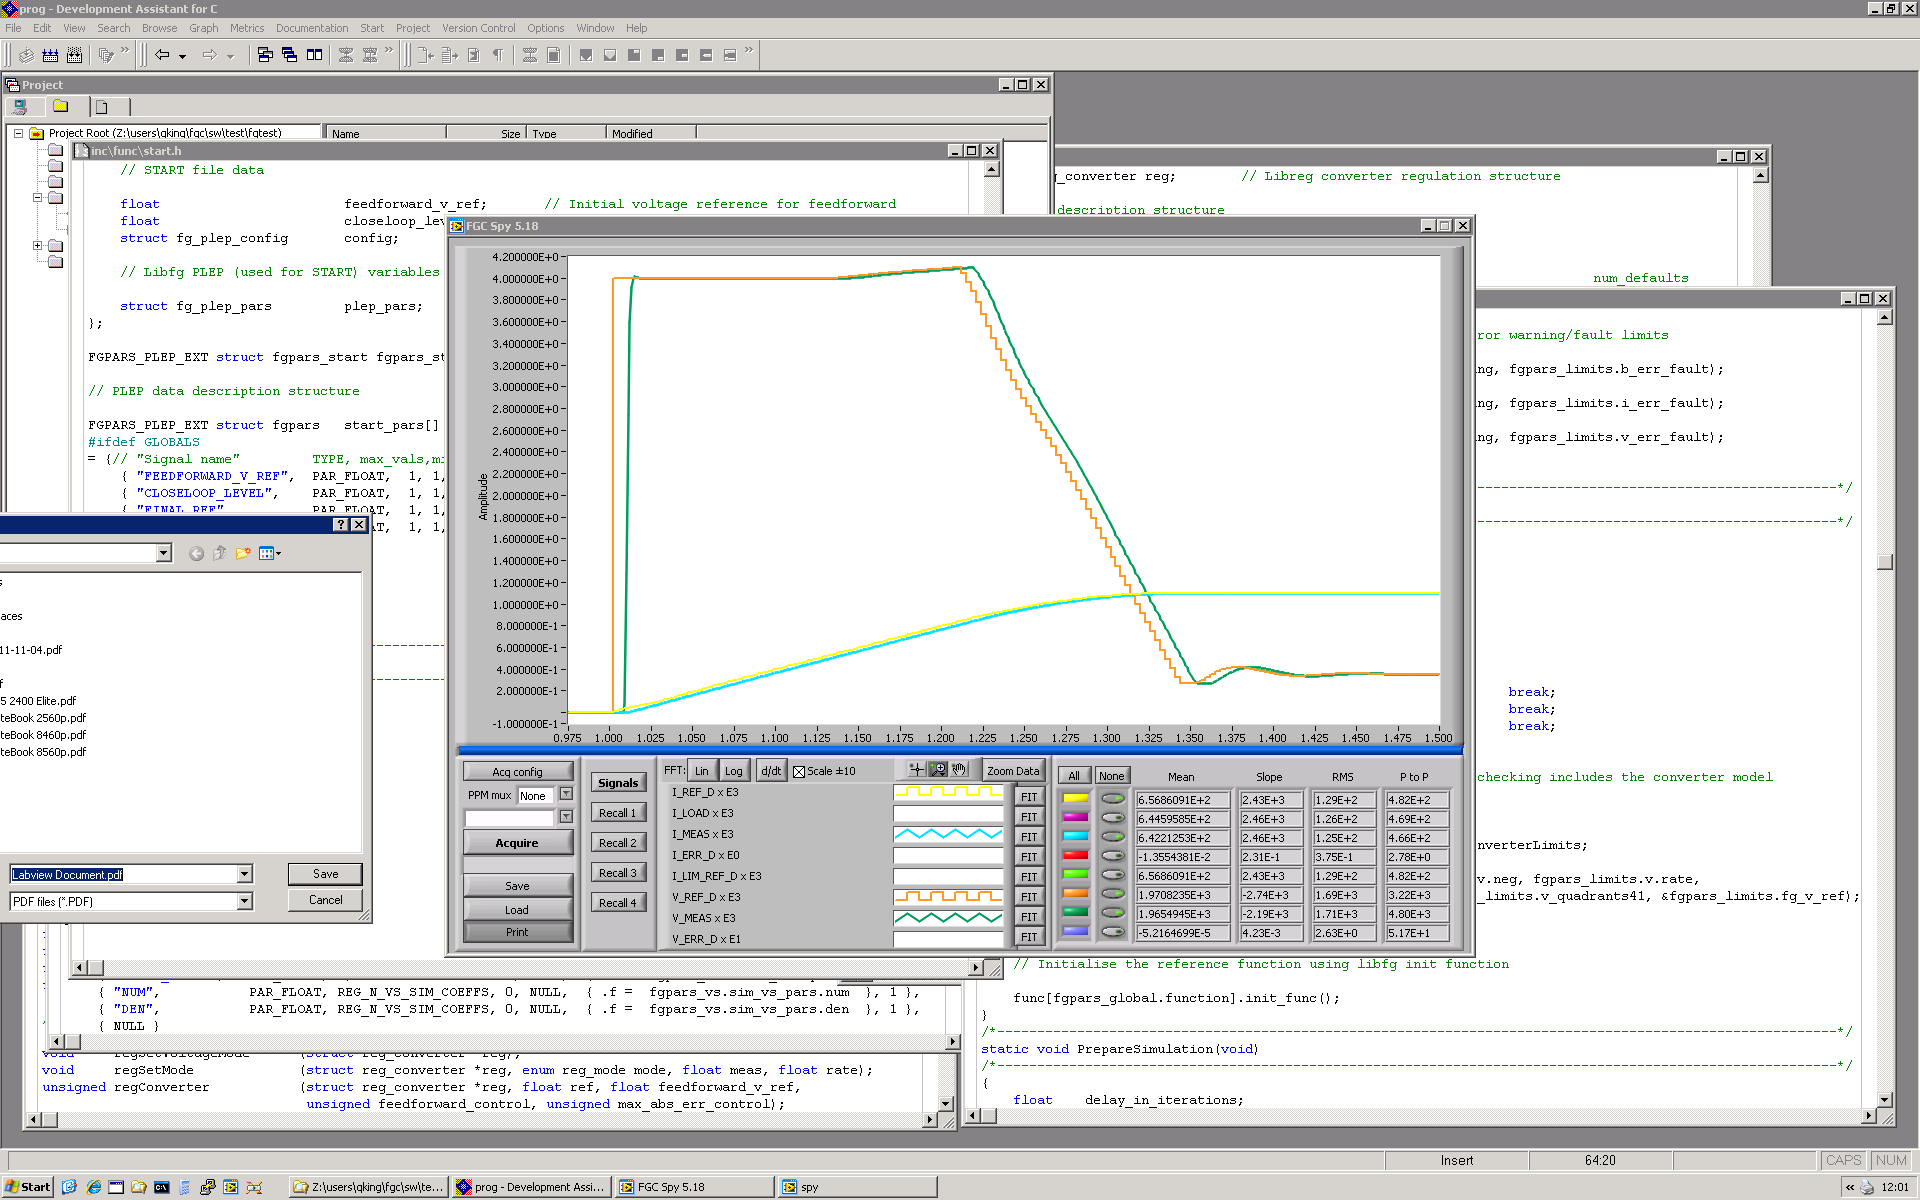 prog - Development Assistant for C
File Edit View Search Browse Graph Metrics Documentation Start Project Version Control Options Window Help
Project
Project Root (Z:\users\qking\fgc\sw\test\fgtest)
Name Size Type Modified
inc\func\start.h
// START file data
float feedforward_v_ref; // Initial voltage reference for feedforward
float closeloop_lev
struct fg_plep_config config;
// Libfg PLEP (used for START) variables
struct fg_plep_pars plep_pars;
};
FGPARS_PLEP_EXT struct fgpars_start fgpars_st
// PLEP data description structure
FGPARS_PLEP_EXT struct fgpars start_pars[]
#ifdef GLOBALS
= {// "Signal name" TYPE, max_vals,mi
{ "FEEDFORWARD_V_REF", PAR_FLOAT, 1, 1,
{ "CLOSELOOP_LEVEL", PAR_FLOAT, 1, 1,
{ "FINAL_REF" PAR_FLOAT, 1, 1,
AT, 1, 1,
_converter reg; // Libreg converter regulation structure
description structure
num_defaults
ror warning/fault limits
ng, fgpars_limits.b_err_fault);
ng, fgpars_limits.i_err_fault);
ng, fgpars_limits.v_err_fault);
*/
*/
break;
break;
break;
checking includes the converter model
nverterLimits;
v.neg, fgpars_limits.v.rate,
_limits.v_quadrants41, &fgpars_limits.fg_v_ref);
// Initialise the reference function using libfg init function
func[fgpars_global.function].init_func();
}
/*
*/
static void PrepareSimulation(void)
/*
*/
{
float delay_in_iterations;
FGC Spy 5.18
4.200000E+0
4.000000E+0
3.800000E+0
3.600000E+0
3.400000E+0
3.200000E+0
3.000000E+0
2.800000E+0
2.600000E+0
2.400000E+0
2.200000E+0
2.000000E+0
1.800000E+0
1.600000E+0
1.400000E+0
1.200000E+0
1.000000E+0
8.000000E-1
6.000000E-1
4.000000E-1
2.000000E-1
-1.000000E-1
Amplitude
0.975 1.000 1.025 1.050 1.075 1.100 1.125 1.150 1.175 1.200 1.225 1.250 1.275 1.300 1.325 1.350 1.375 1.400 1.425 1.450 1.475 1.500
Acq config
PPM mux None
Acquire
Save
Load
Print
Signals
Recall 1
Recall 2
Recall 3
Recall 4
FFT: Lin Log d/dt Scale ±10 Zoom Data
I_REF_D x E3 FIT
I_LOAD x E3 FIT
I_MEAS x E3 FIT
I_ERR_D x E0 FIT
I_LIM_REF_D x E3 FIT
V_REF_D x E3 FIT
V_MEAS x E3 FIT
V_ERR_D x E1 FIT
All None Mean Slope RMS P to P
6.5686091E+2 2.43E+3 1.29E+2 4.82E+2
6.4459585E+2 2.46E+3 1.26E+2 4.69E+2
6.4221253E+2 2.46E+3 1.25E+2 4.66E+2
-1.3554381E-2 2.31E-1 3.75E-1 2.78E+0
6.5686091E+2 2.43E+3 1.29E+2 4.82E+2
1.9708235E+3 -2.74E+3 1.69E+3 3.22E+3
1.9654945E+3 -2.19E+3 1.71E+3 4.80E+3
-5.2164699E-5 4.23E-3 2.63E+0 5.17E+1
aces
11-11-04.pdf
5 2400 Elite.pdf
teBook 2560p.pdf
teBook 8460p.pdf
teBook 8560p.pdf
Labview Document.pdf Save
PDF files (*.PDF) Cancel
{ "NUM", PAR_FLOAT, REG_N_VS_SIM_COEFFS, 0, NULL, { .f = fgpars_vs.sim_vs_pars.num }, 1 },
{ "DEN", PAR_FLOAT, REG_N_VS_SIM_COEFFS, 0, NULL, { .f = fgpars_vs.sim_vs_pars.den }, 1 },
{ NULL }
void regSetVoltageMode (struct reg_converter *reg);
void regSetMode (struct reg_converter *reg, enum reg_mode mode, float meas, float rate);
unsigned regConverter (struct reg_converter *reg, float ref, float feedforward_v_ref,
unsigned feedforward_control, unsigned max_abs_err_control);
Insert 64:20 CAPS NUM
Start Z:\users\qking\fgc\sw\te... prog - Development Assi... FGC Spy 5.18 spy 12:01